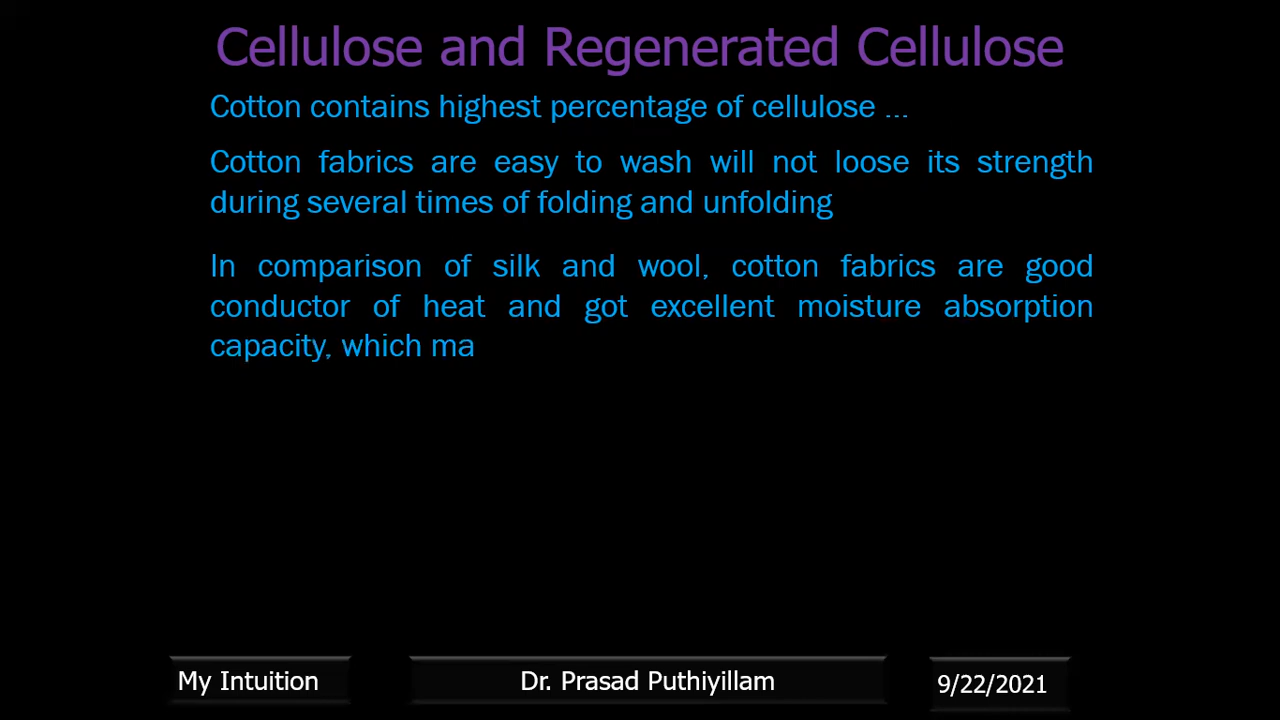 Cellulose and Regenerated Cellulose
Cotton contains highest percentage of cellulose ...
Cotton fabrics are easy to wash will not loose its strength
during several times of folding and unfolding
In comparison of silk and wool, cotton fabrics are good
conductor of heat and got excellent moisture absorption
capacity, which ma
My Intuition
Dr. Prasad Puthiyillam
9/22/2021